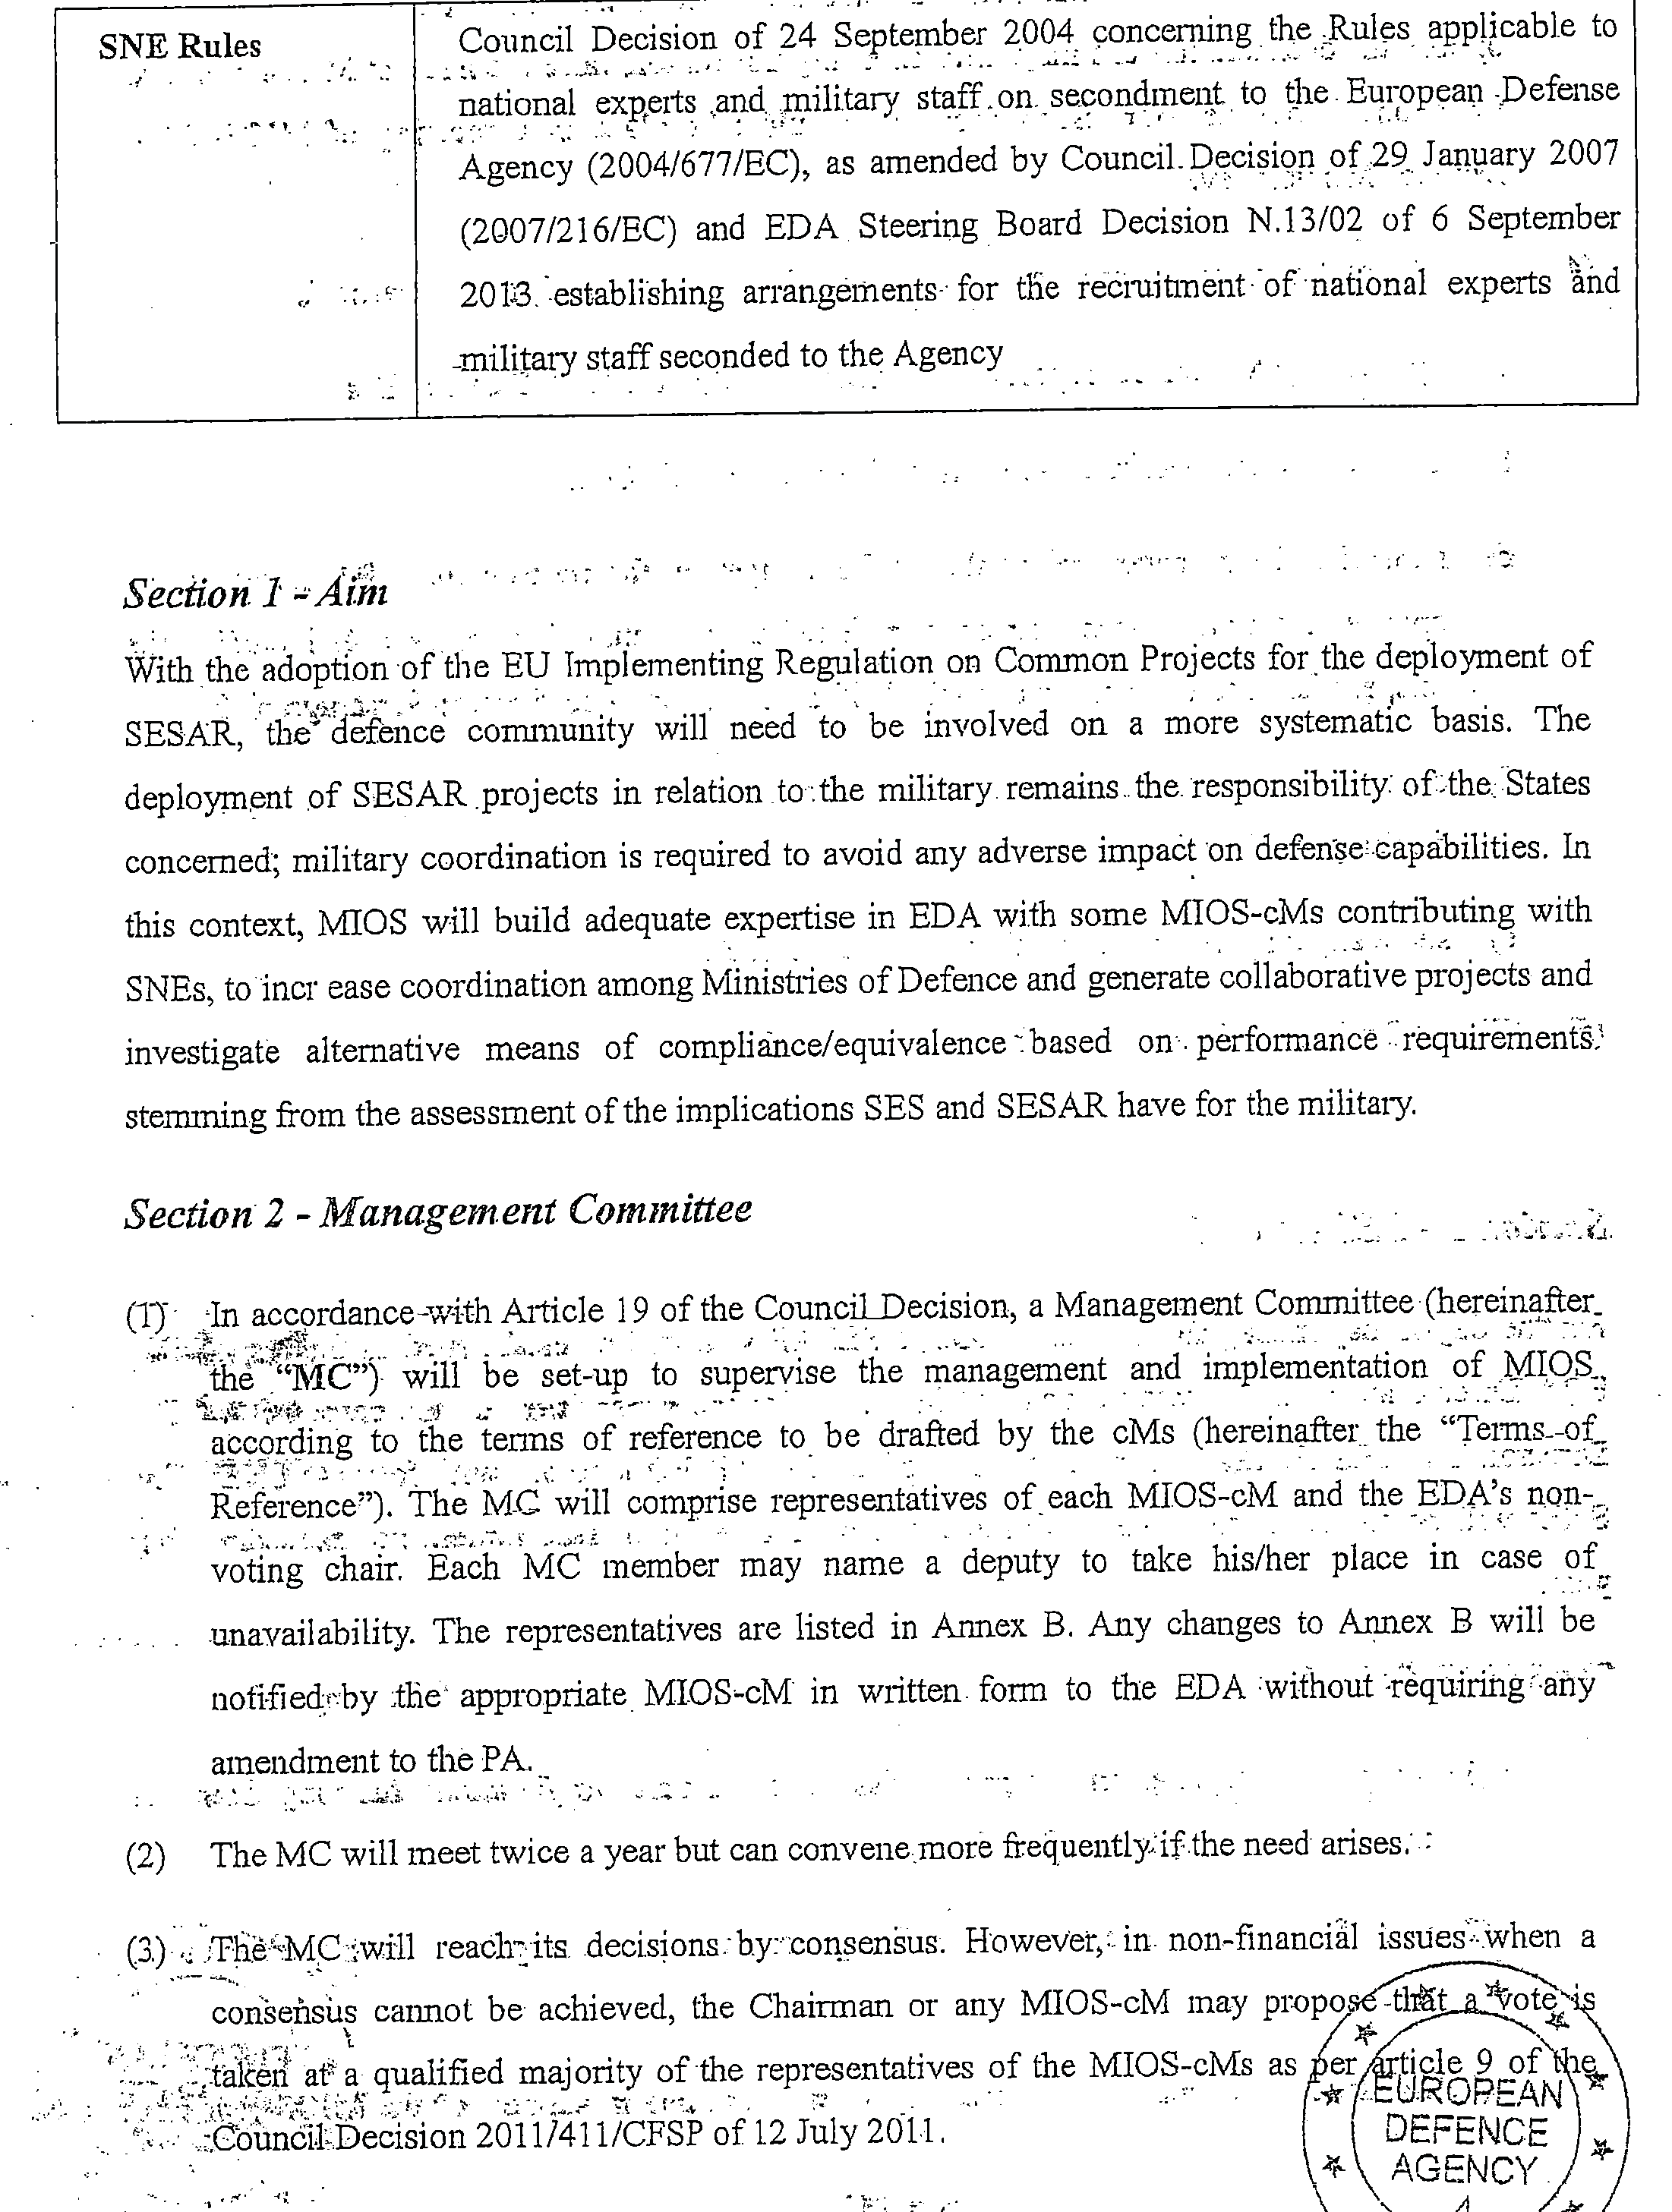 SNE Rules
Council Decision of 24 September 2004 concerning the Rules applicable to
national experts and military staff on secondment to the European Defense
Agency (2004/677/EC), as amended by Council Decision of 29 January 2007
(2007/216/EC) and EDA Steering Board Decision N.13/02 of 6 September
2013 establishing arrangements for the recruitment of national experts and
military staff seconded to the Agency
Section 1 - Aim
With the adoption of the EU Implementing Regulation on Common Projects for the deployment of
SESAR, the defence community will need to be involved on a more systematic basis. The
deployment of SESAR projects in relation to the military remains the responsibility of the States
concerned; military coordination is required to avoid any adverse impact on defense capabilities. In
this context, MIOS will build adequate expertise in EDA with some MIOS-cMs contributing with
SNEs, to incr ease coordination among Ministries of Defence and generate collaborative projects and
investigate alternative means of compliance/equivalence based on performance requirements
stemming from the assessment of the implications SES and SESAR have for the military.
Section 2 - Management Committee
(1) In accordance with Article 19 of the Council Decision, a Management Committee (hereinafter
the “MC”) will be set-up to supervise the management and implementation of MIOS
according to the terms of reference to be drafted by the cMs (hereinafter the “Terms of
Reference”). The MC will comprise representatives of each MIOS-cM and the EDA’s non-
voting chair. Each MC member may name a deputy to take his/her place in case of
unavailability. The representatives are listed in Annex B. Any changes to Annex B will be
notified by the appropriate MIOS-cM in written form to the EDA without requiring any
amendment to the PA.
(2) The MC will meet twice a year but can convene more frequently if the need arises.
(3) The MC will reach its decisions by consensus. However, in non-financial issues when a
consensus cannot be achieved, the Chairman or any MIOS-cM may propose that a vote is
taken at a qualified majority of the representatives of the MIOS-cMs as per article 9 of the
Council Decision 2011/411/CFSP of 12 July 2011.
EUROPEAN
DEFENCE
AGENCY